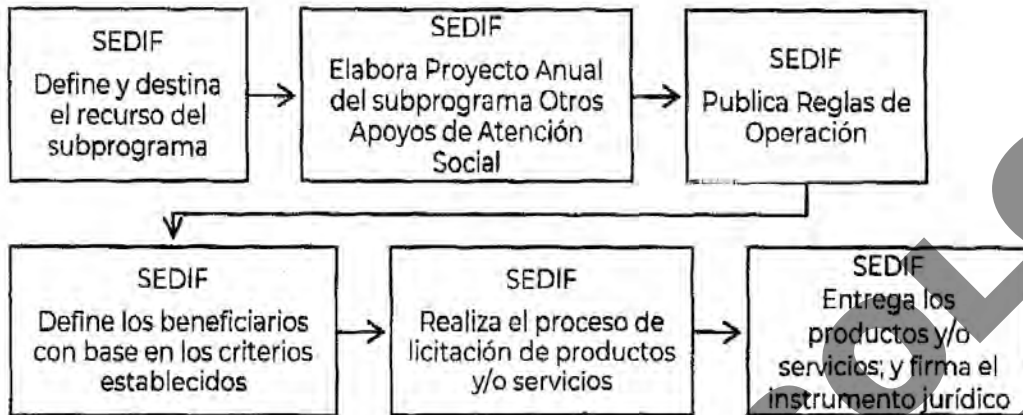 SEDIF
Define y destina
el recurso del
subprograma
SEDIF
Elabora Proyecto Anual
del subprograma Otros
Apoyos de Atención
Social
SEDIF
Publica Reglas de
Operación
SEDIF
Define los beneficiarios
con base en los criterios
establecidos
SEDIF
Realiza el proceso de
licitación de productos
y/o servicios
SEDIF
Entrega los
productos y/o
servicios; y firma el
instrumento jurídico